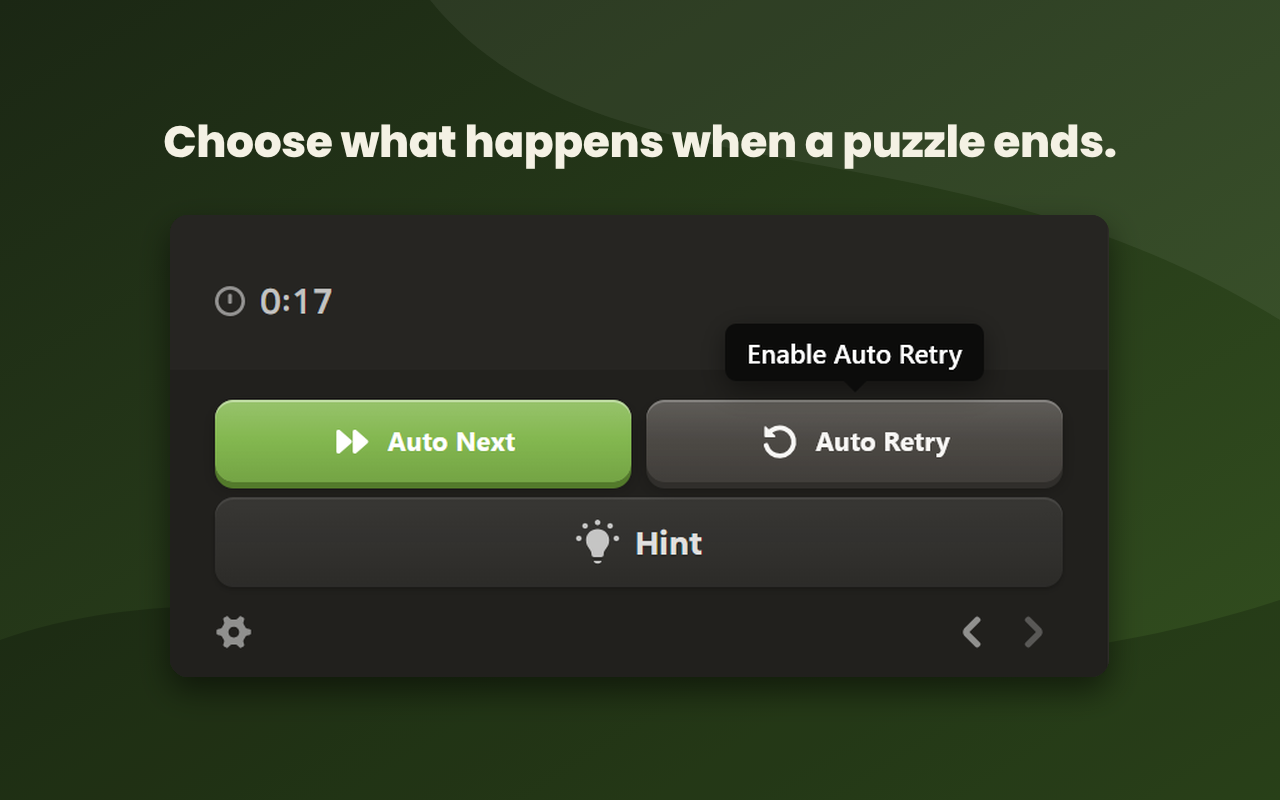 Choose what happens when a puzzle ends.
0:17
Enable Auto Retry
Auto Next
Auto Retry
Hint